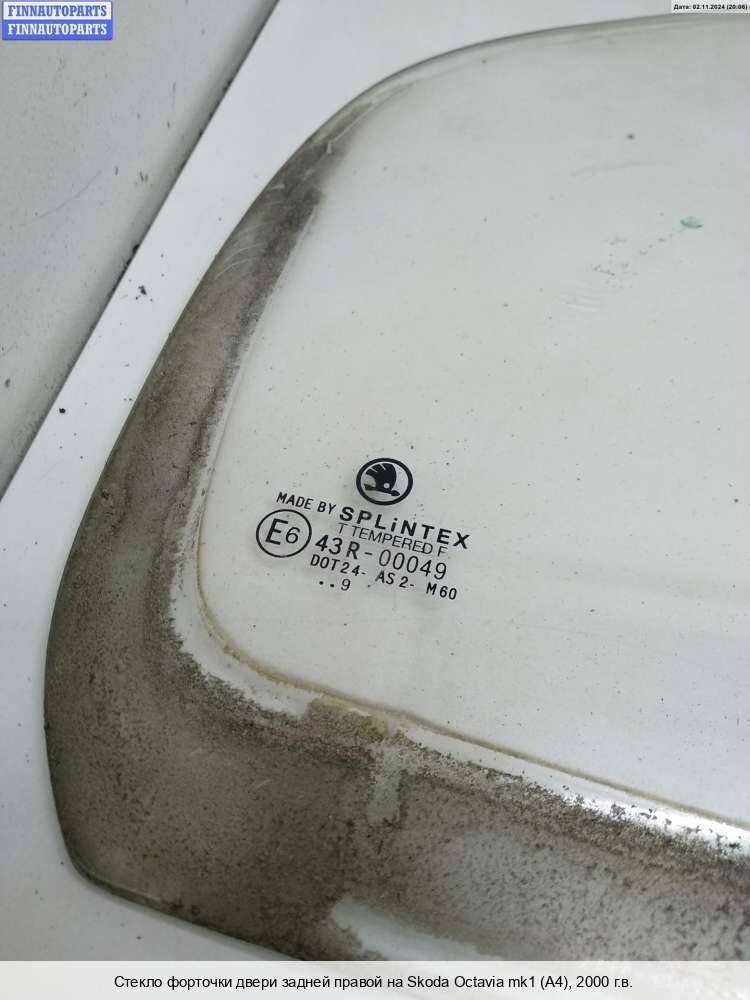 FINNAUTOPARTS
FINNAUTOPARTS
Дата: 02.11.2024 (20:06)
MADE BY SPLiNTEX
T TEMPERED F
E6
43R-00049
DOT24- AS2- M60
..9
Стекло форточки двери задней правой на Skoda Octavia mk1 (A4), 2000 г.в.